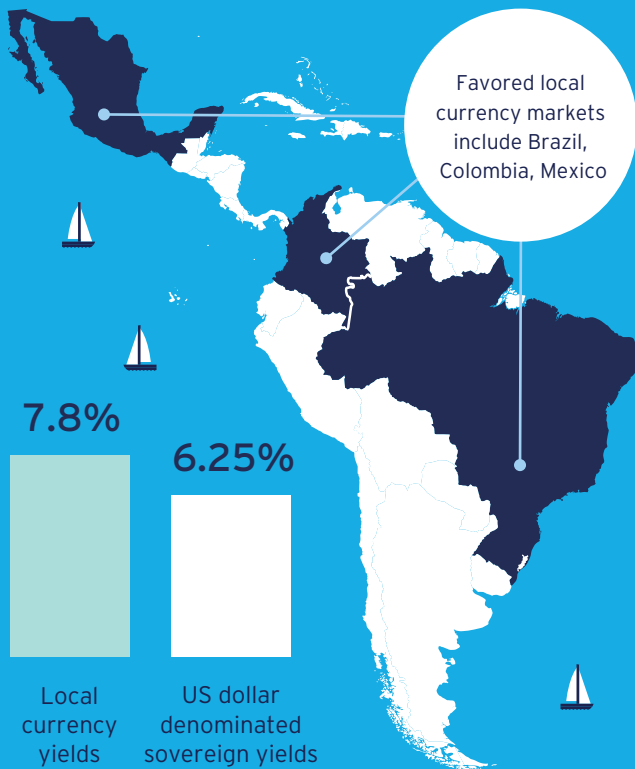 Favored local
currency markets
include Brazil,
Colombia, Mexico
7.8%
6.25%
Local
currency
yields
US dollar
denominated
sovereign yields